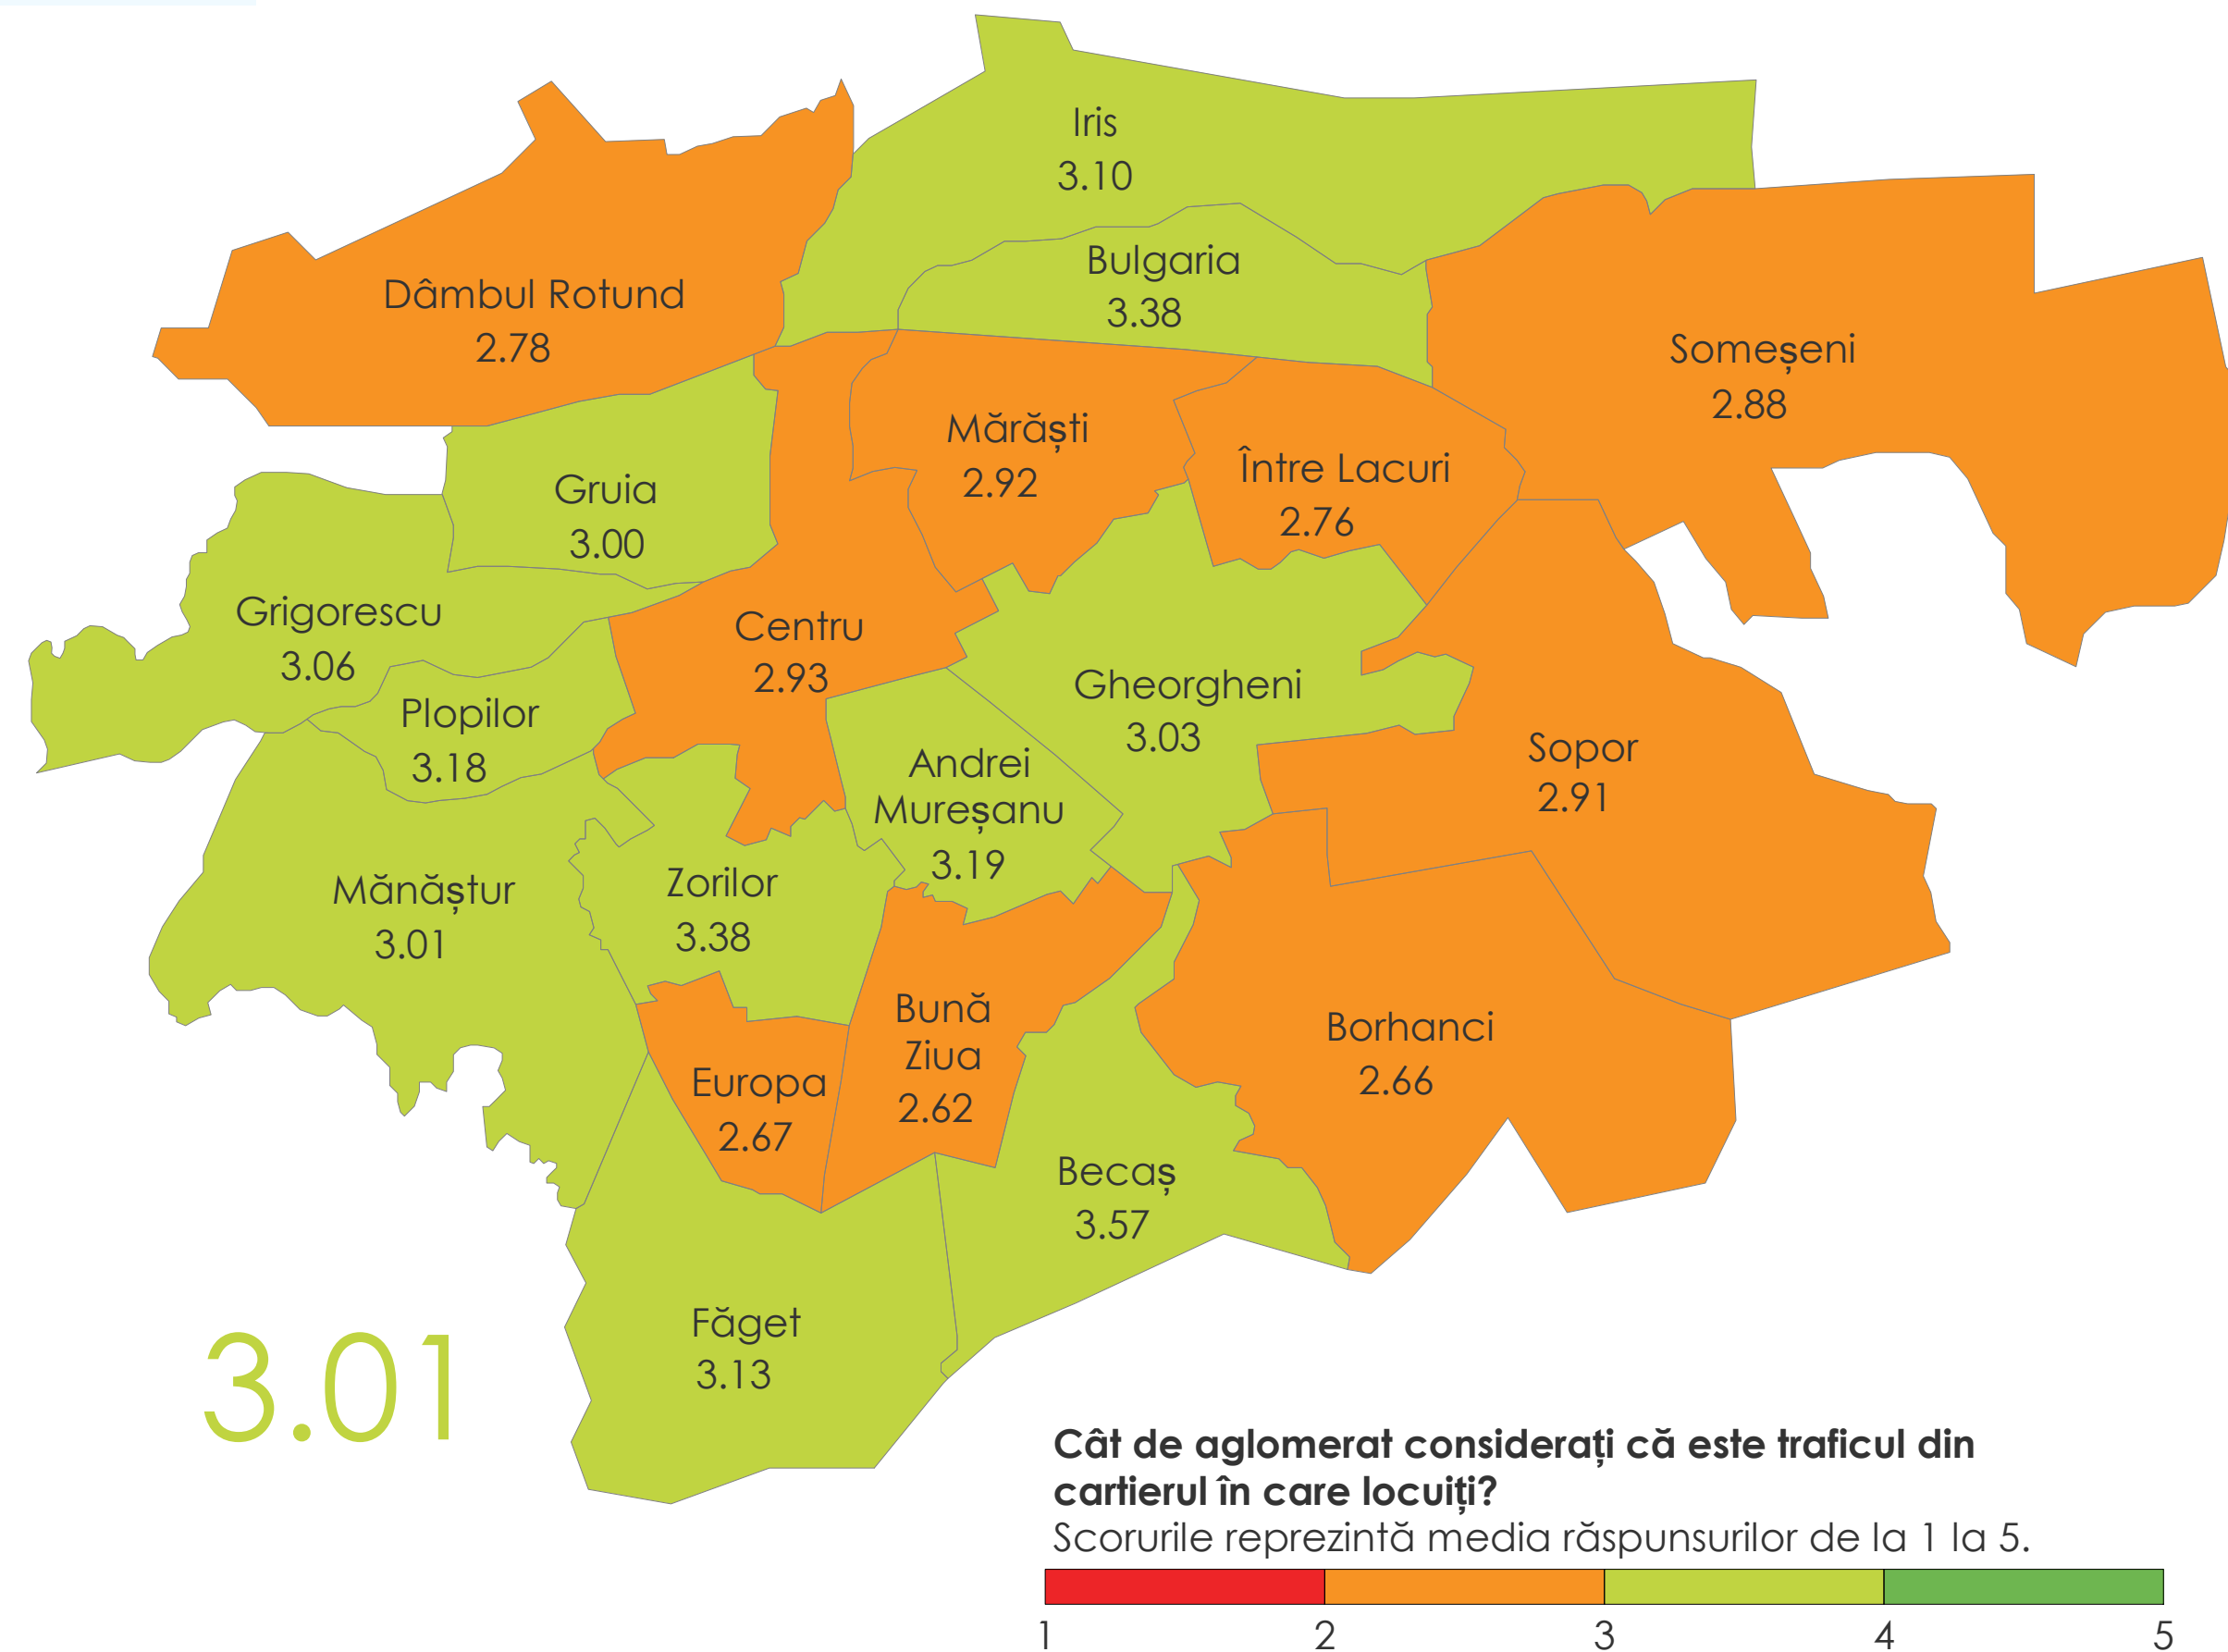 Iris
3.10
Bulgaria
3.38
Dâmbul Rotund
2.78
Someșeni
2.88
Mărăști
2.92
Între Lacuri
2.76
Gruia
3.00
Grigorescu
3.06
Centru
2.93
Plopilor
3.18
Gheorgheni
3.03
Sopor
2.91
Andrei
Mureșanu
3.19
Zorilor
3.38
Mănăștur
3.01
Bună
Ziua
2.62
Borhanci
2.66
Europa
2.67
Becaș
3.57
Făget
3.13
3.01
Cât de aglomerat considerați că este traficul din
cartierul în care locuiți?
Scorurile reprezintă media răspunsurilor de la 1 la 5.
1 2 3 4 5